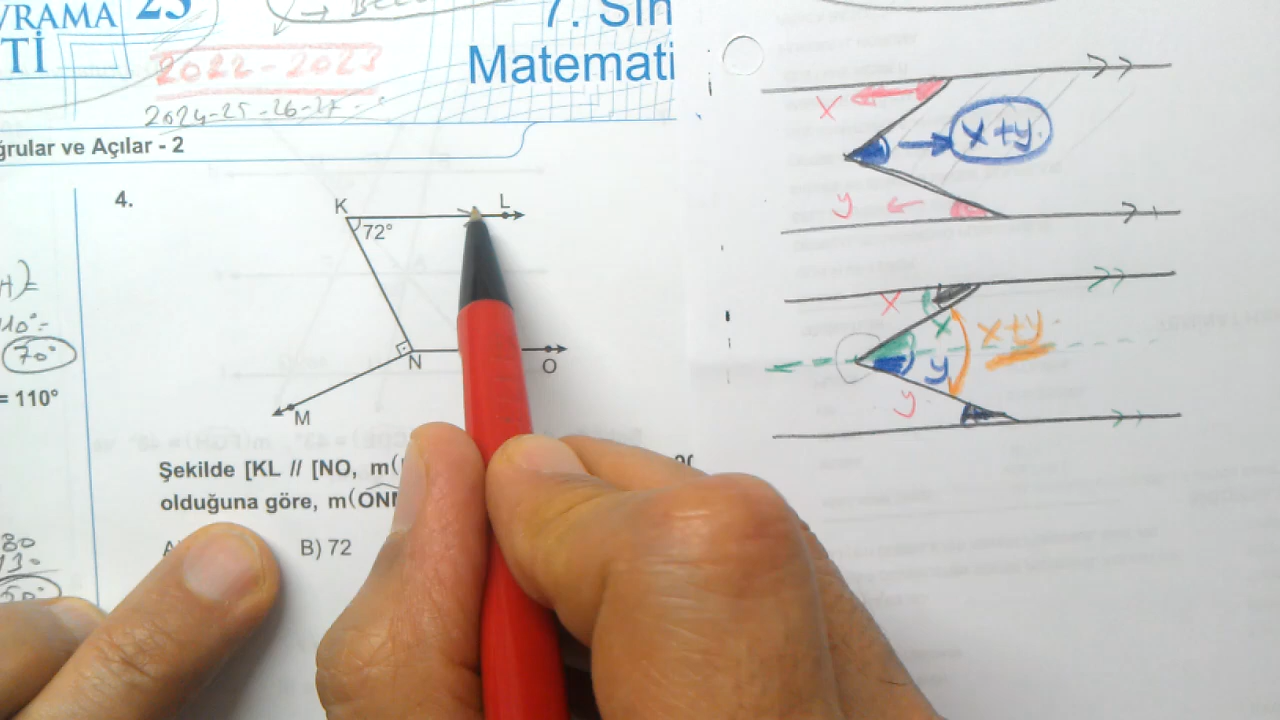 VRAMA 23
Tİ
7. Sın
Matemati
2022-2023
2024-25-26-27-...
ğrular ve Açılar - 2
4.
K
L
72°
N
O
M
Şekilde [KL // [NO, m(
olduğuna göre, m(ONM
A)
B) 72
H)=
110°=
70°
= 110°
x
x+y
y
x
x
x+y
y
y